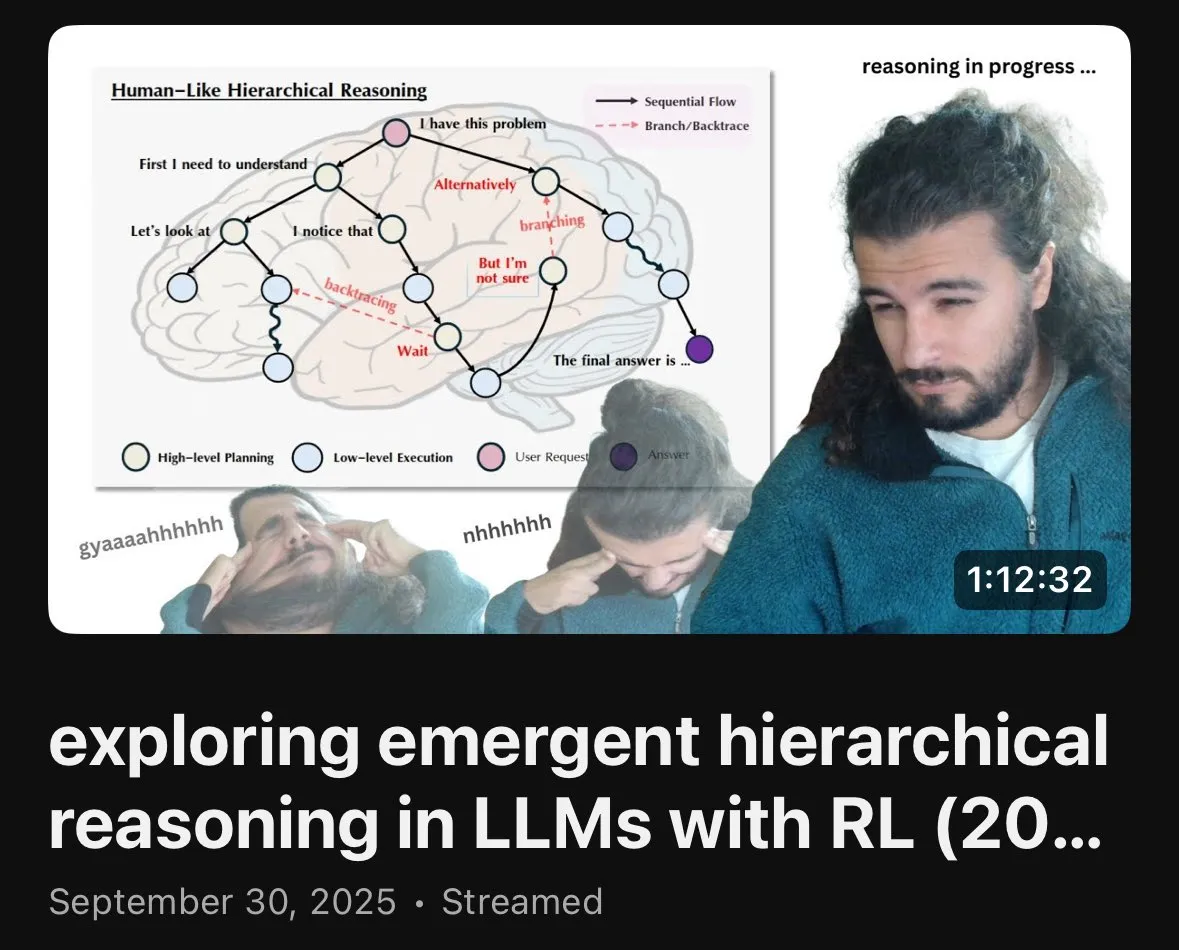 reasoning in progress ...
Human-Like Hierarchical Reasoning
Sequential Flow
Branch/Backtrace
I have this problem
First I need to understand
Alternatively
Let's look at
I notice that
branching
But I'm
not sure
backtracing
Wait
The final answer is ...
High-level Planning
Low-level Execution
User Request
Answer
gyaaaahhhhhh
nhhhhhh
1:12:32
exploring emergent hierarchical
reasoning in LLMs with RL (20...
September 30, 2025 • Streamed